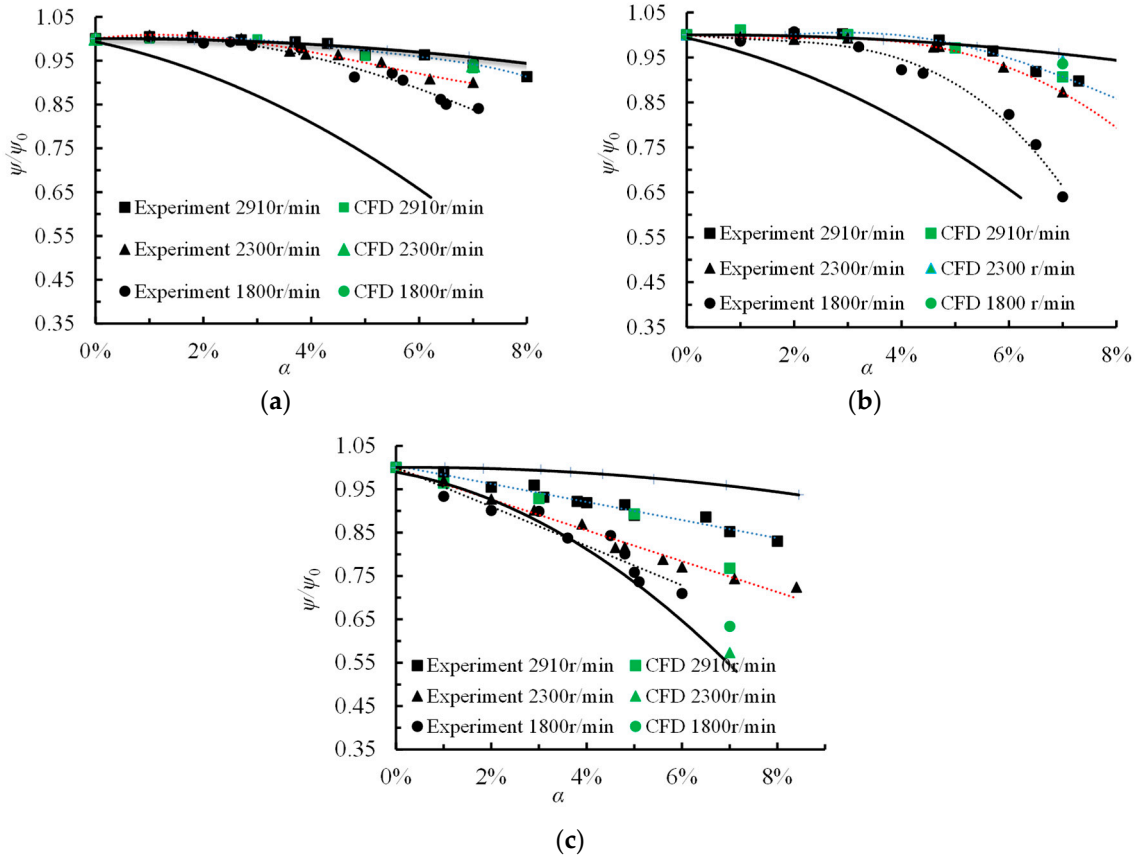 1.05
0.95
0.85
0.75
0.65
0.55
0.45
0.35
ψ/ψ0
Experiment 2910r/min
CFD 2910r/min
Experiment 2300r/min
CFD 2300r/min
Experiment 1800r/min
CFD 1800r/min
0%
2%
4%
6%
8%
α
(a)
1.05
0.95
0.85
0.75
0.65
0.55
0.45
0.35
ψ/ψ0
Experiment 2910r/min
CFD 2910r/min
Experiment 2300r/min
CFD 2300 r/min
Experiment 1800r/min
CFD 1800 r/min
0%
2%
4%
6%
8%
α
(b)
1.05
0.95
0.85
0.75
0.65
0.55
0.45
0.35
ψ/ψ0
Experiment 2910r/min
CFD 2910r/min
Experiment 2300r/min
CFD 2300r/min
Experiment 1800r/min
CFD 1800r/min
0%
2%
4%
6%
8%
α
(c)